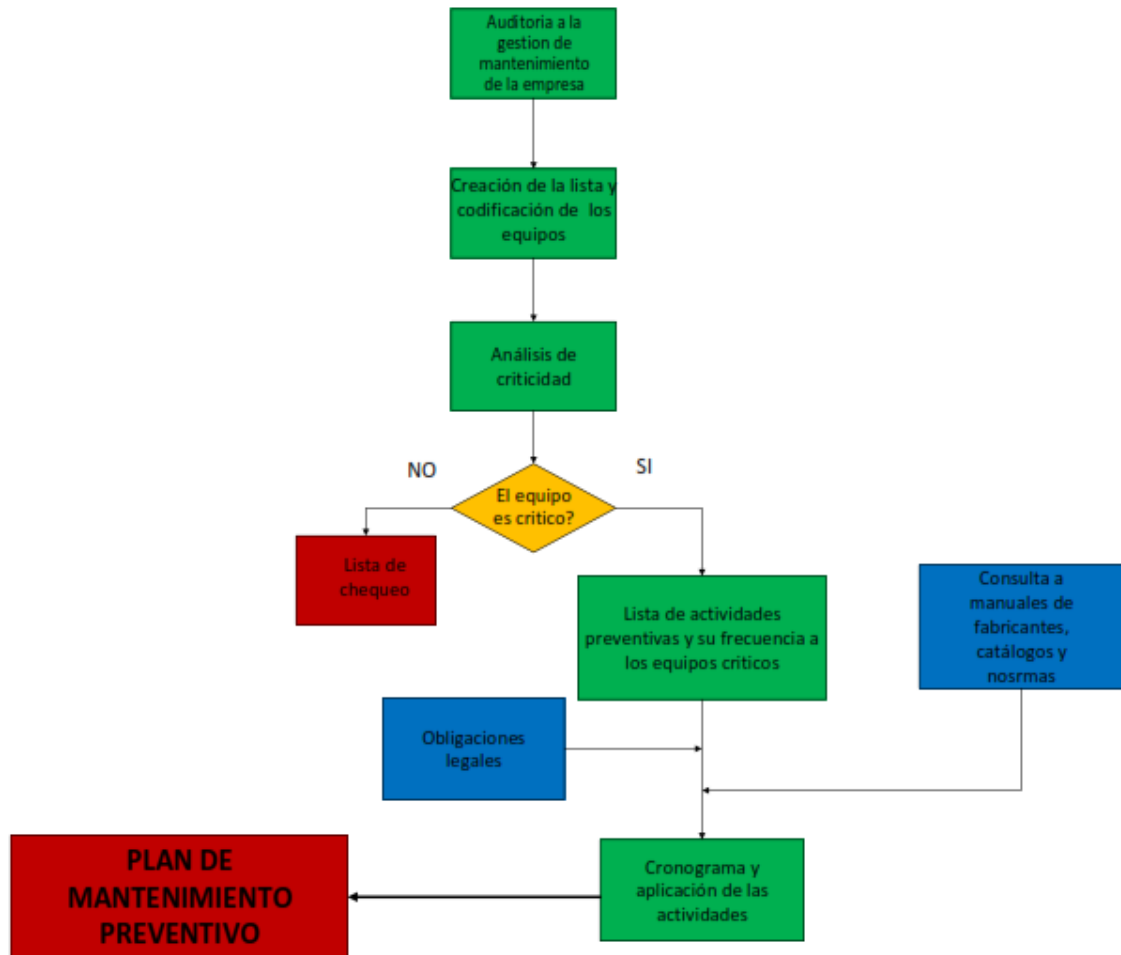 Auditoria a la
gestion de
mantenimiento
de la empresa
Creación de la lista y
codificación de los
equipos
Análisis de
criticidad
NO
SI
El equipo
es critico?
Lista de
chequeo
Lista de actividades
preventivas y su frecuencia a
los equipos criticos
Consulta a
manuales de
fabricantes,
catálogos y
nosrmas
Obligaciones
legales
Cronograma y
aplicación de las
actividades
PLAN DE
MANTENIMIENTO
PREVENTIVO